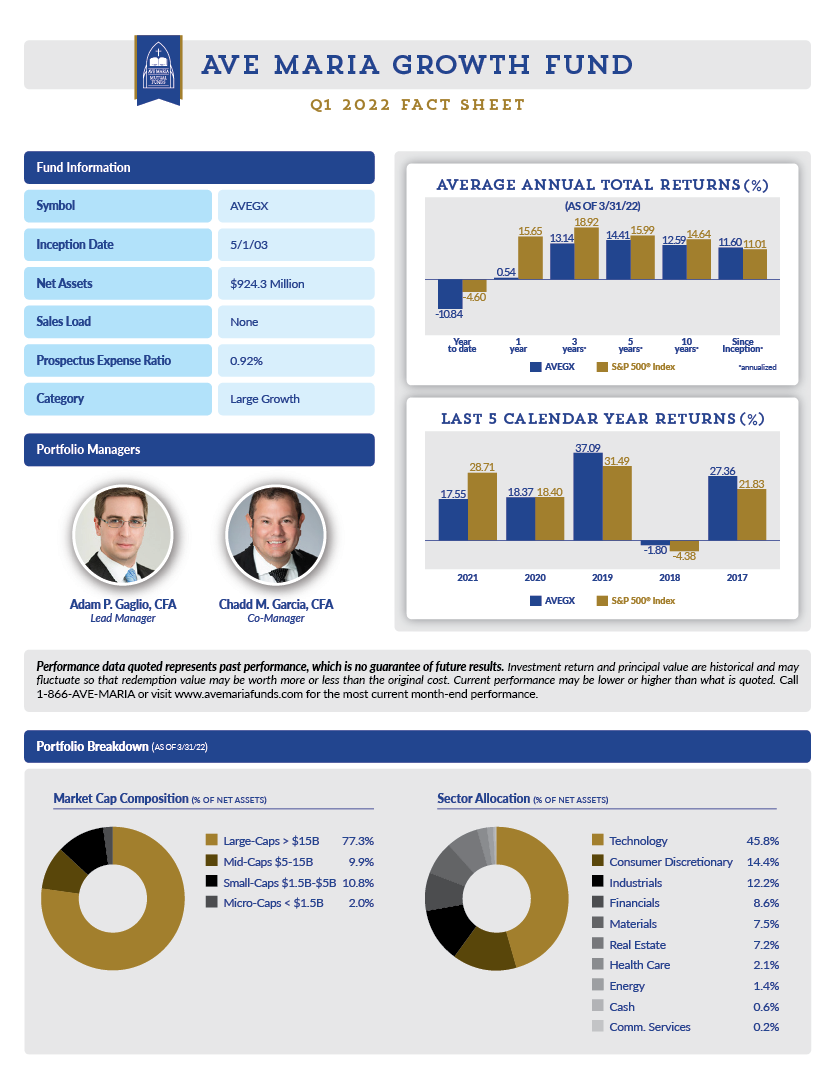 AVE MARIA
MUTUAL
FUNDS
AVE MARIA GROWTH FUND
Q1 2022 FACT SHEET
Fund Information
Symbol AVEGX
Inception Date 5/1/03
Net Assets $924.3 Million
Sales Load None
Prospectus Expense Ratio 0.92%
Category Large Growth
Portfolio Managers
Adam P. Gaglio, CFA
Lead Manager
Chadd M. Garcia, CFA
Co-Manager
AVERAGE ANNUAL TOTAL RETURNS (%)
(AS OF 3/31/22)
-10.84 -4.60 0.54 15.65 13.14 18.92 14.41 15.99 12.59 14.64 11.60 11.01
Year to date
1 year
3 years*
5 years*
10 years*
Since Inception*
AVEGX S&P 500® Index *annualized
LAST 5 CALENDAR YEAR RETURNS (%)
17.55 28.71 18.37 18.40 37.09 31.49 -1.80 -4.38 27.36 21.83
2021 2020 2019 2018 2017
AVEGX S&P 500® Index
Performance data quoted represents past performance, which is no guarantee of future results. Investment return and principal value are historical and may
fluctuate so that redemption value may be worth more or less than the original cost. Current performance may be lower or higher than what is quoted. Call
1-866-AVE-MARIA or visit www.avemariafunds.com for the most current month-end performance.
Portfolio Breakdown (AS OF 3/31/22)
Market Cap Composition (% OF NET ASSETS)
Large-Caps > $15B 77.3%
Mid-Caps $5-15B 9.9%
Small-Caps $1.5B-$5B 10.8%
Micro-Caps < $1.5B 2.0%
Sector Allocation (% OF NET ASSETS)
Technology 45.8%
Consumer Discretionary 14.4%
Industrials 12.2%
Financials 8.6%
Materials 7.5%
Real Estate 7.2%
Health Care 2.1%
Energy 1.4%
Cash 0.6%
Comm. Services 0.2%